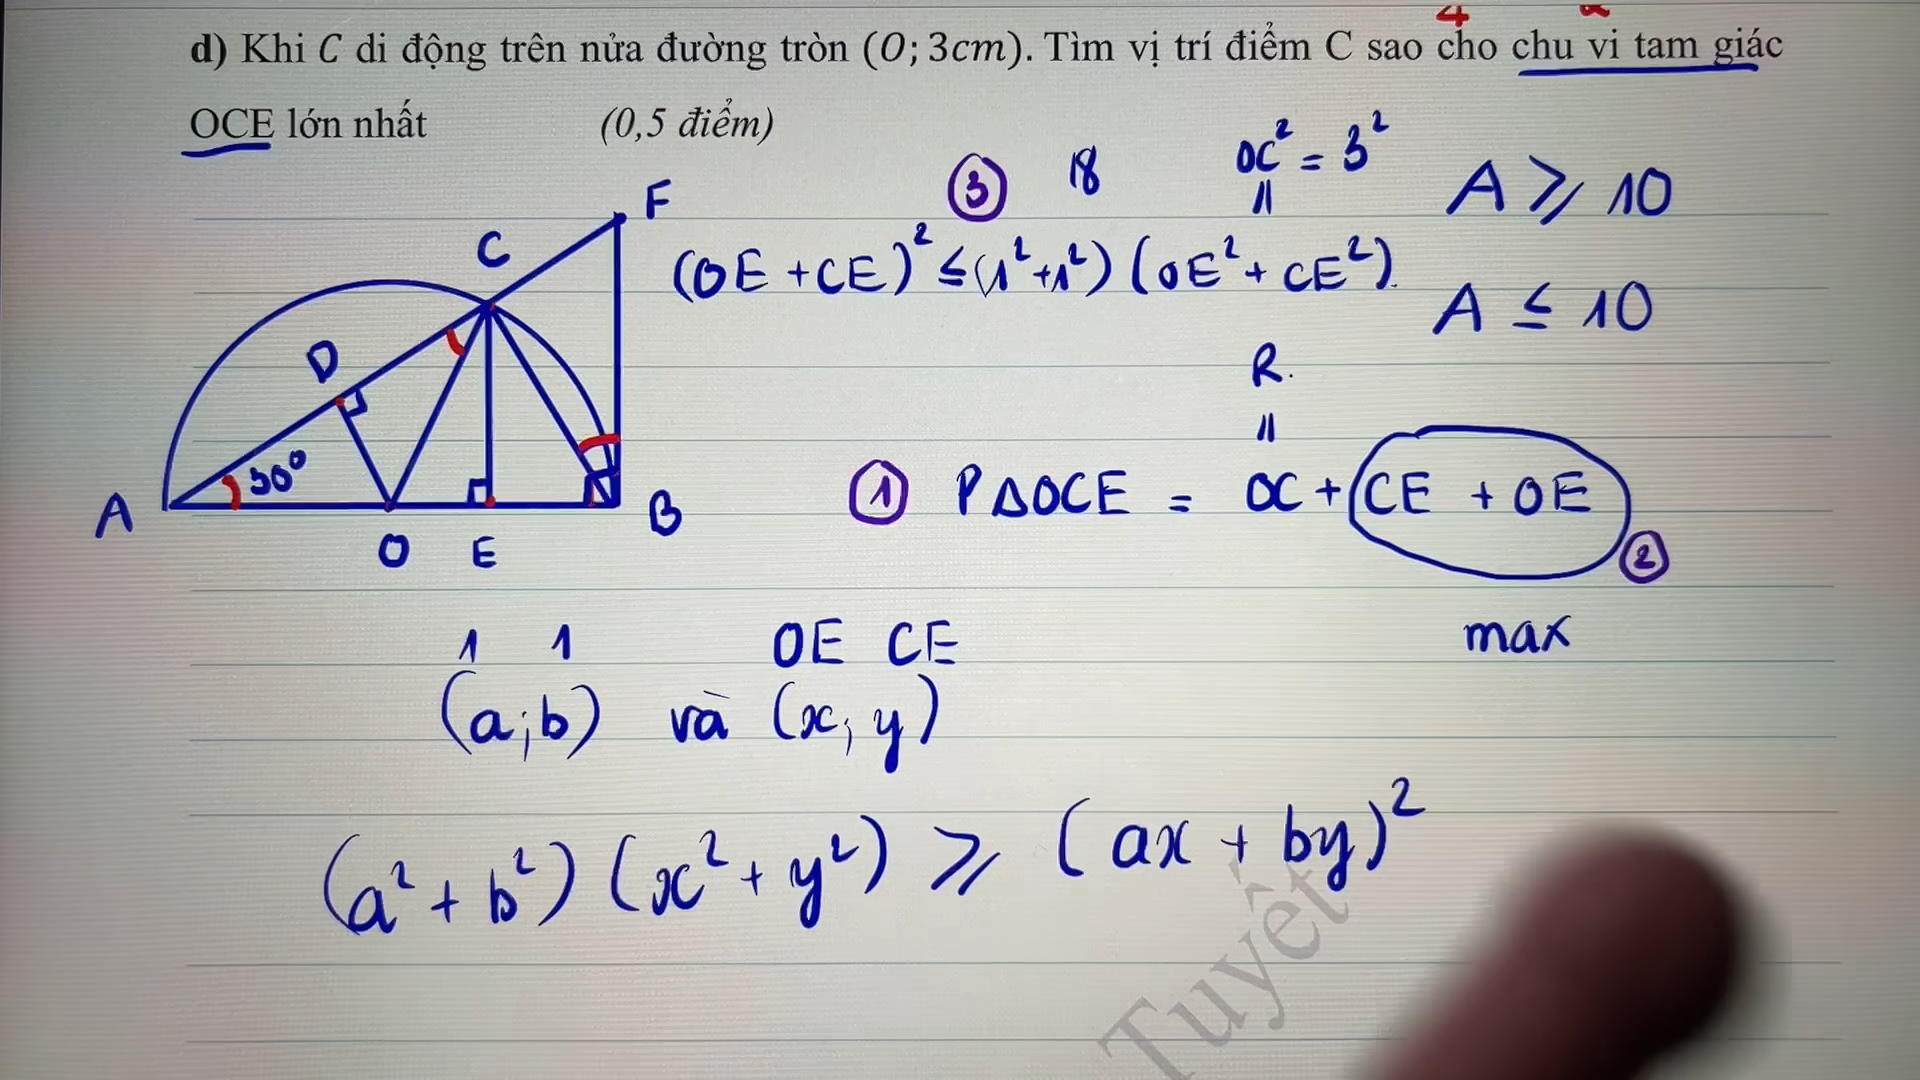 d) Khi C di động trên nửa đường tròn (O; 3cm). Tìm vị trí điểm C sao cho chu vi tam giác
OCE lớn nhất (0,5 điểm)
4
③ 18 OC² = 3²
=
A ⩾ 10
(OE + CE)² ≤ (1² + 1²) (OE² + CE²).
A ≤ 10
F
C
D
30°
A
O
E
B
R.
=
① P△OCE = OC + CE + OE
②
max
1 1 OE CE
(a; b) và (x; y)
(a² + b²) (x² + y²) ⩾ (ax + by)²
Tuyết